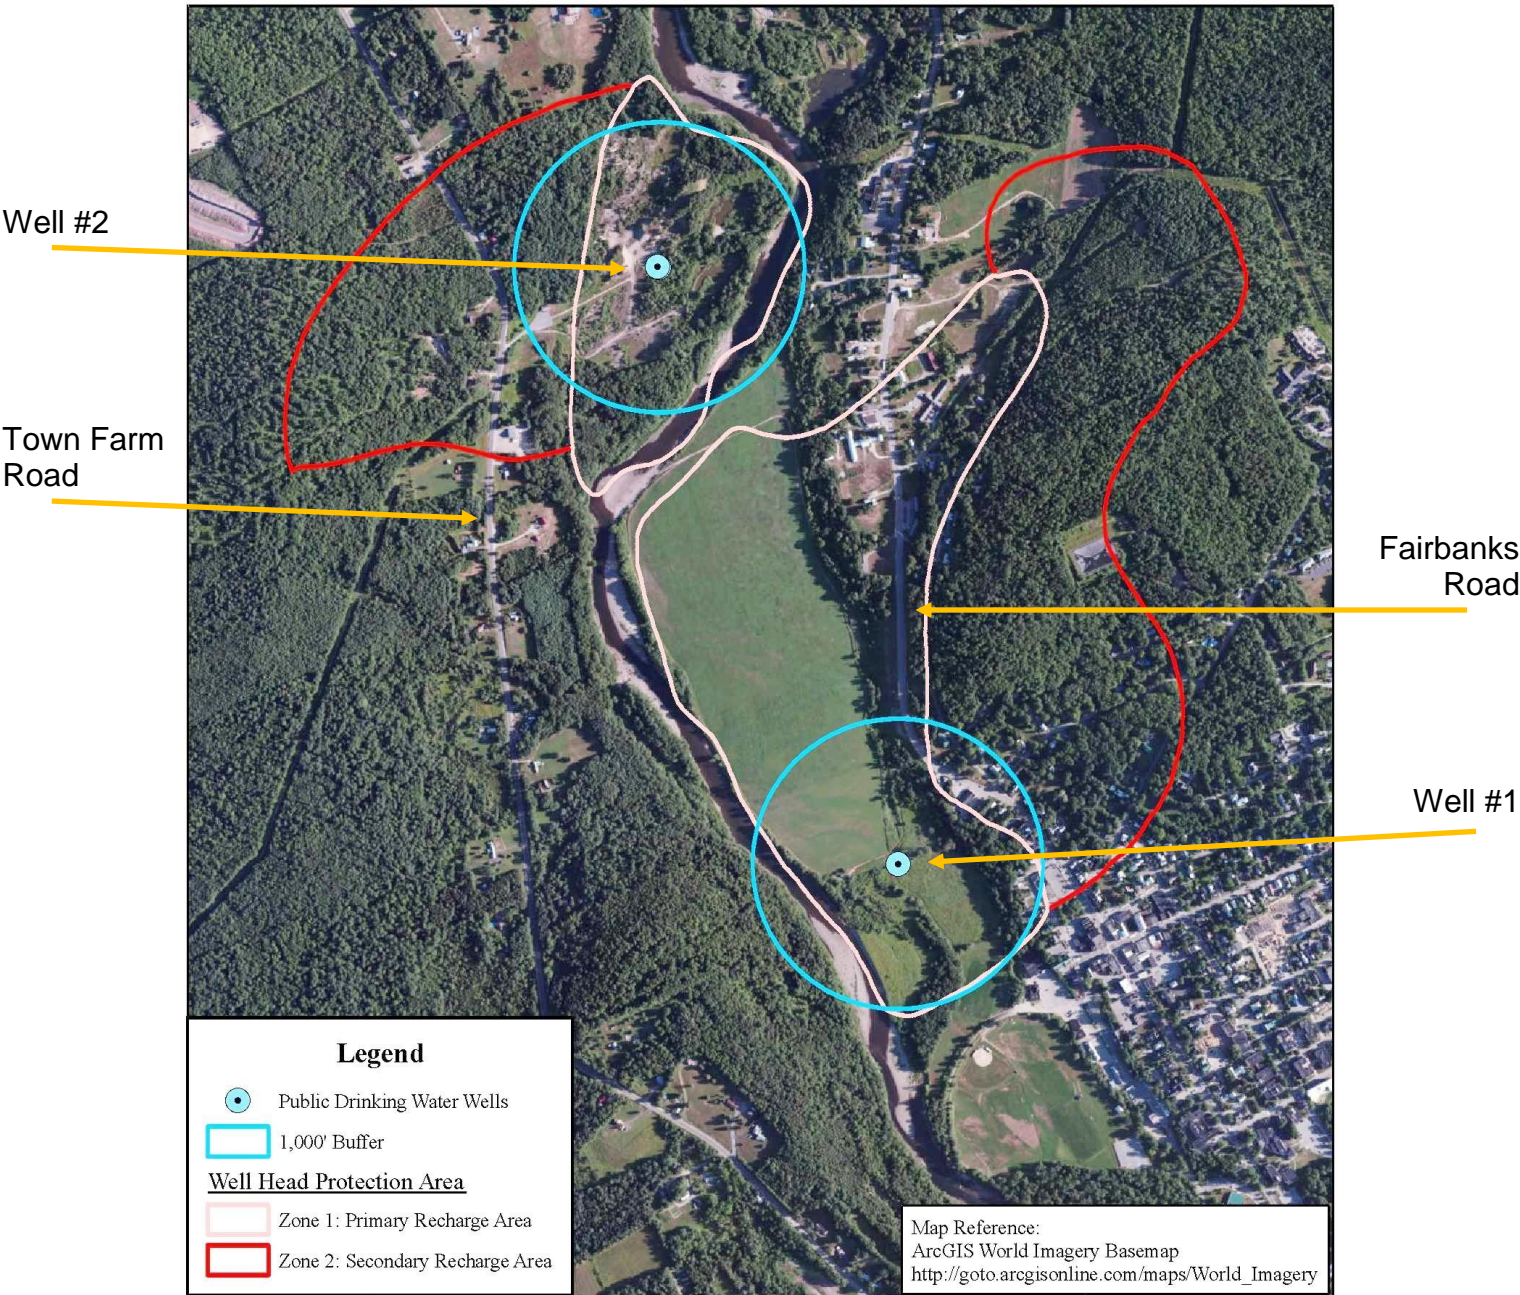 Well #2
Town Farm
Road
Fairbanks
Road
Well #1
Legend
Public Drinking Water Wells
1,000' Buffer
Well Head Protection Area
Zone 1: Primary Recharge Area
Zone 2: Secondary Recharge Area
Map Reference:
ArcGIS World Imagery Basemap
http://goto.arcgisonline.com/maps/World_Imagery